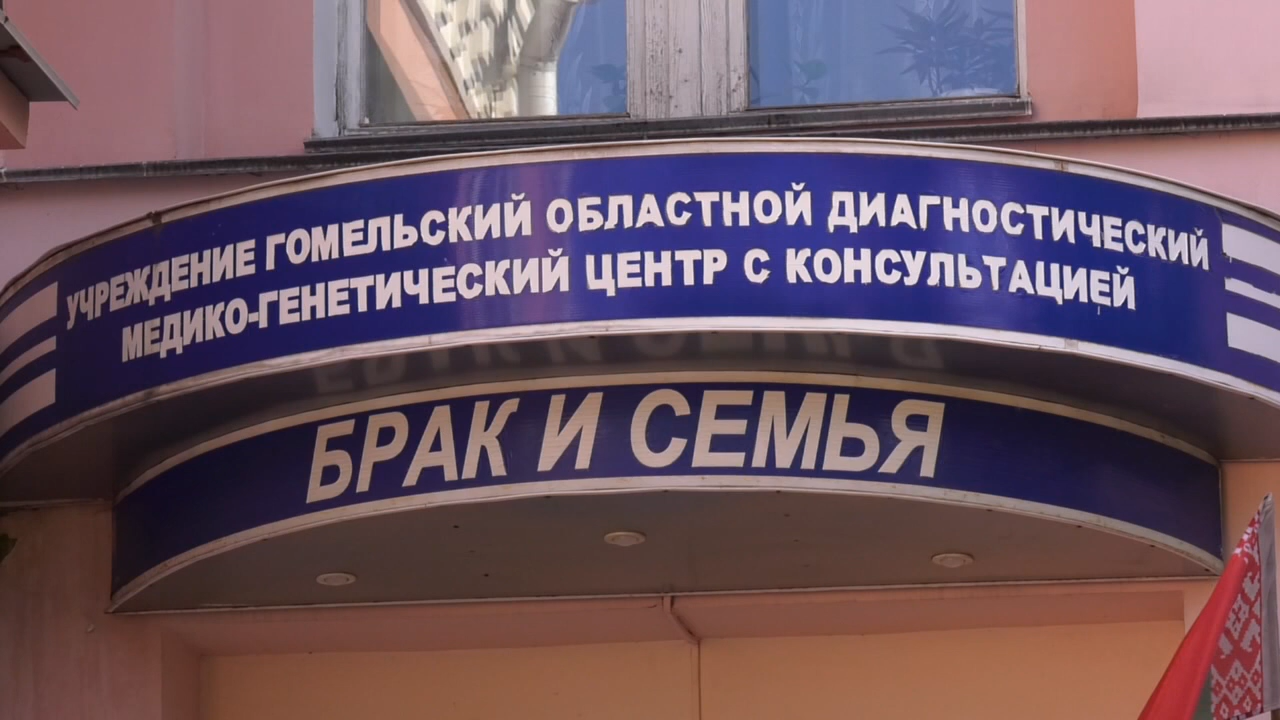 УЧРЕЖДЕНИЕ ГОМЕЛЬСКИЙ ОБЛАСТНОЙ ДИАГНОСТИЧЕСКИЙ
МЕДИКО-ГЕНЕТИЧЕСКИЙ ЦЕНТР С КОНСУЛЬТАЦИЕЙ
БРАК И СЕМЬЯ